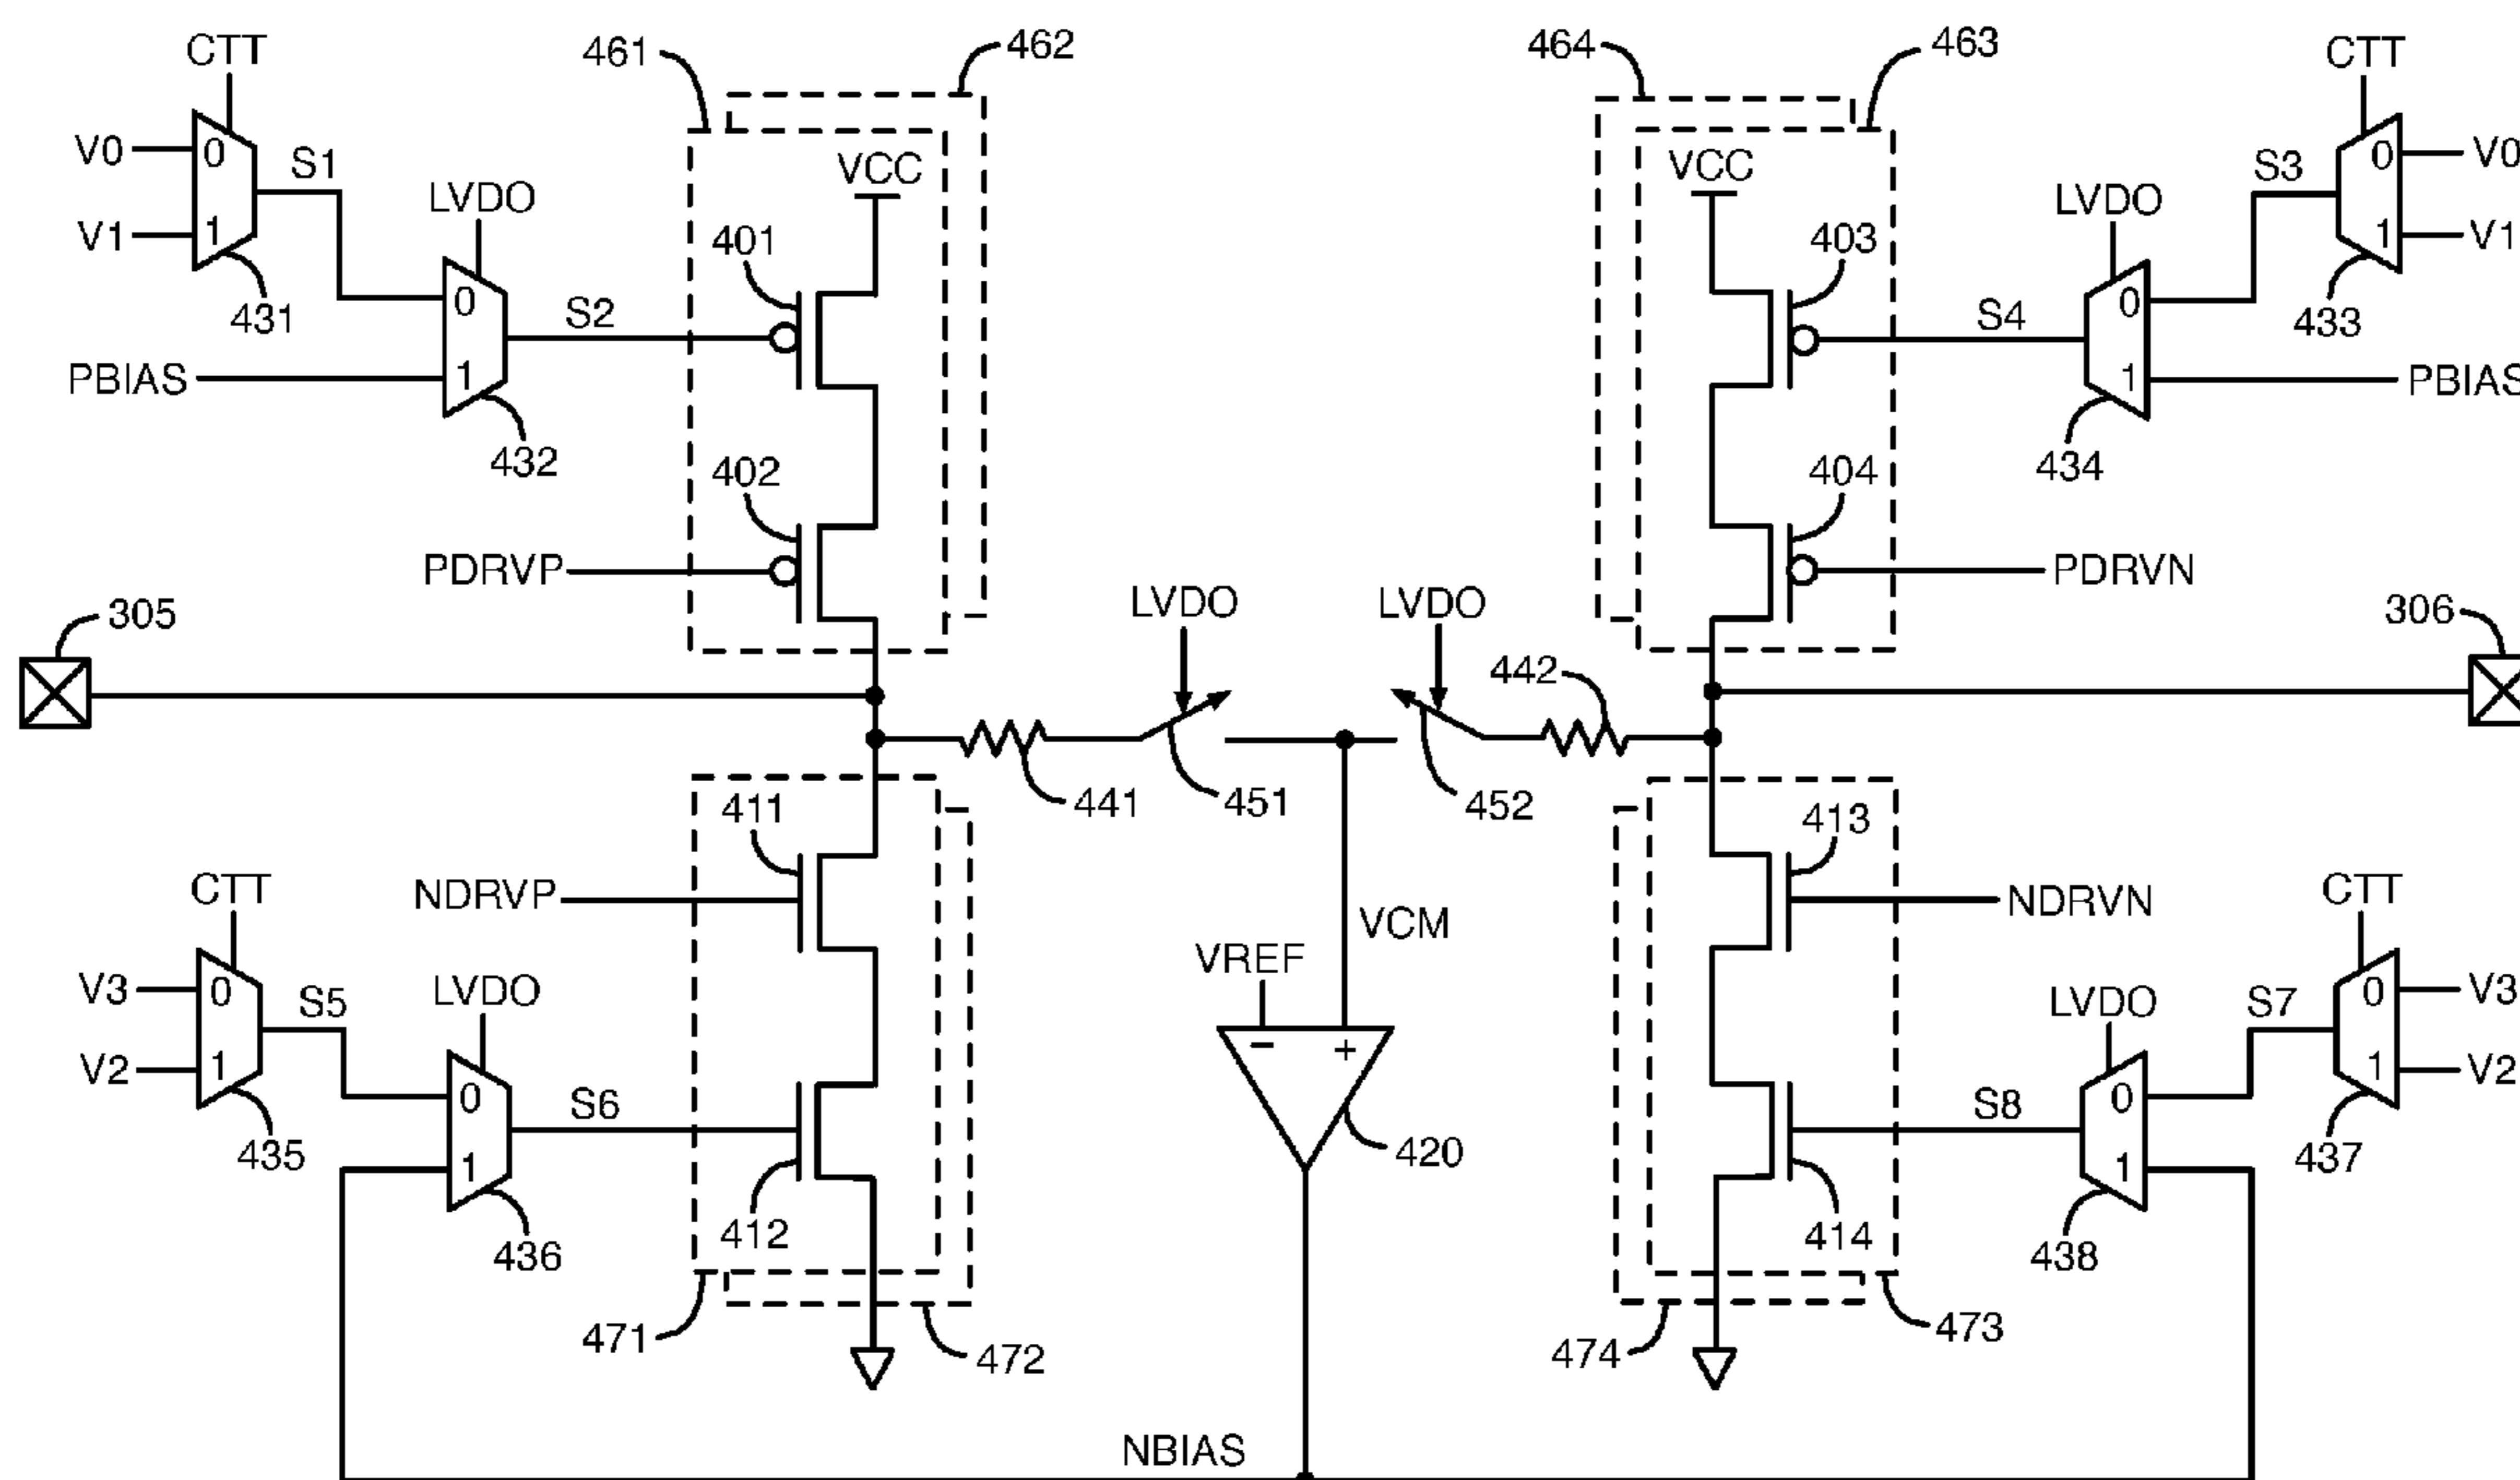 CTT
461
462
464
463
CTT
V0
0
S1
VCC
VCC
S3
0
V0
V1
1
LVDO
401
403
LVDO
1
V1
431
0
S2
S4
0
433
PBIAS
1
1
PBIAS
432
402
404
434
PDRVP
PDRVN
305
LVDO
LVDO
442
306
441
451
452
411
413
CTT
NDRVP
VCM
NDRVN
CTT
V3
0
S5
LVDO
VREF
LVDO
S7
0
V3
V2
1
0
S6
-
+
S8
0
1
V2
435
1
420
1
437
436
412
414
438
471
472
474
473
NBIAS